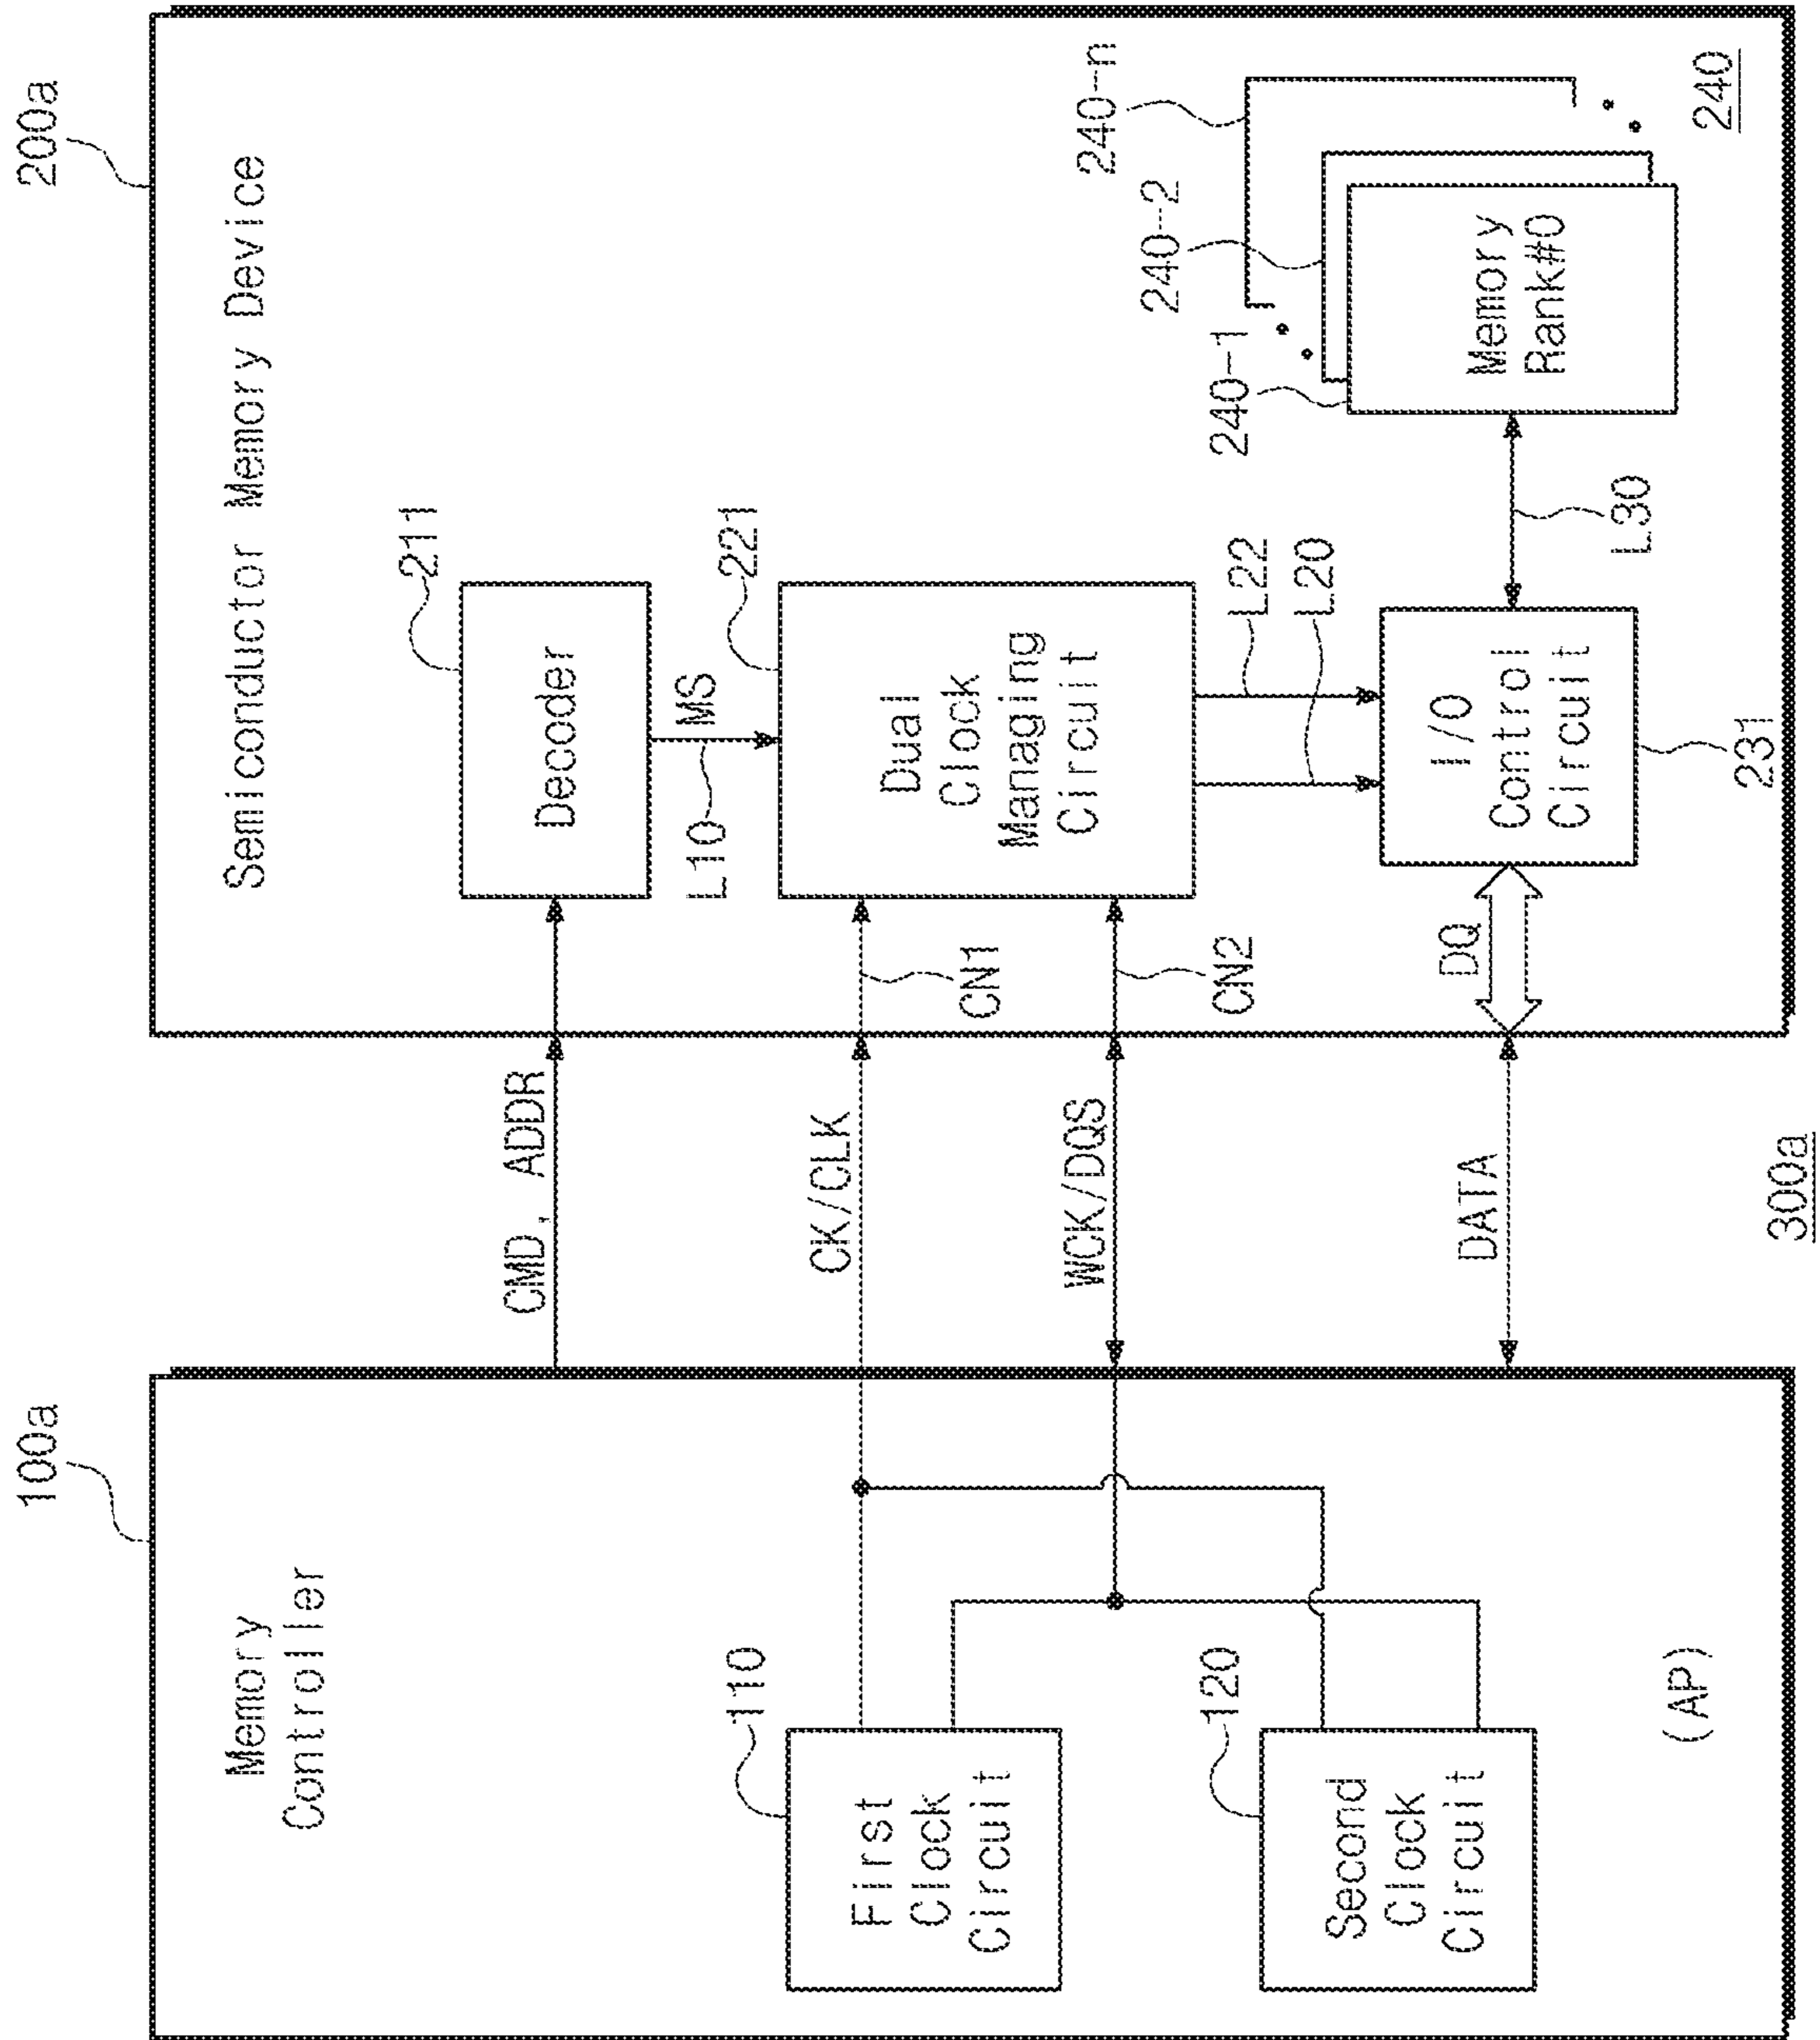 100a
Memory
Controller
110
First
Clock
Circuit
120
Second
Clock
Circuit
(AP)
CMD, ADDR
CK/CLK
WCK/DQS
DATA
300a
200a
Semiconductor Memory Device
211
Decoder
L10
MS
221
Dual
Clock
Managing
Circuit
CN1
CN2
L22
L20
DQ
I/O
Control
Circuit
231
L30
240-1
240-2
240-n
Memory
Rank#0
240